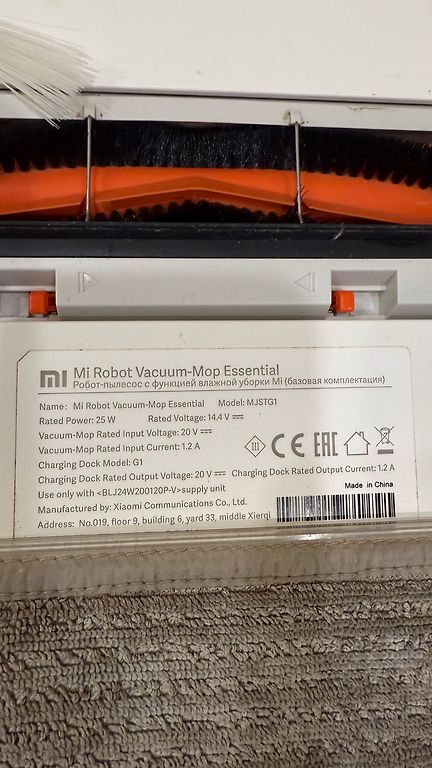 mi Mi Robot Vacuum-Mop Essential
Робот-пылесос с функцией влажной уборки Mi (базовая комплектация)
Name: Mi Robot Vacuum-Mop Essential Model: MJSTG1
Rated Power: 25 W Rated Voltage: 14.4 V
Vacuum-Mop Rated Input Voltage: 20 V
Vacuum-Mop Rated Input Current: 1.2 A
Charging Dock Model: G1
Charging Dock Rated Output Voltage: 20 V Charging Dock Rated Output Current: 1.2 A
Use only with <BLJ24W200120P-V>supply unit
Made in China
Manufactured by: Xiaomi Communications Co., Ltd.
Address: No.019, floor 9, building 6, yard 33, middle Xierqi
III CE EAC